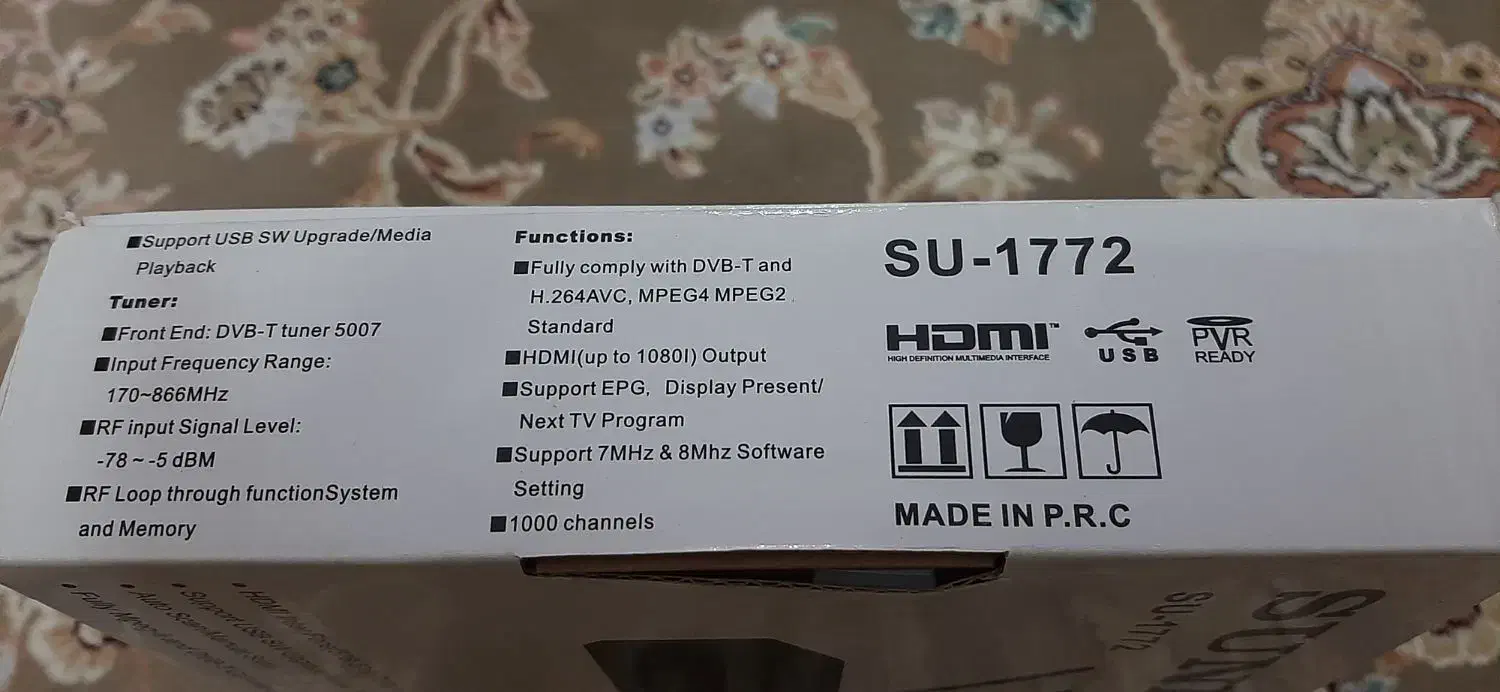 ■Support USB SW Upgrade/Media
Playback
Tuner:
■Front End: DVB-T tuner 5007
■Input Frequency Range:
170~866MHz
■RF input Signal Level:
-78 ~ -5 dBM
■RF Loop through functionSystem
and Memory
Functions:
■Fully comply with DVB-T and
H.264AVC, MPEG4 MPEG2
Standard
■HDMI(up to 1080I) Output
■Support EPG, Display Present/
Next TV Program
■Support 7MHz & 8Mhz Software
Setting
■1000 channels
SU-1772
HDMI™
HIGH DEFINITION MULTIMEDIA INTERFACE
USB
PVR
READY
MADE IN P.R.C
SU-1772